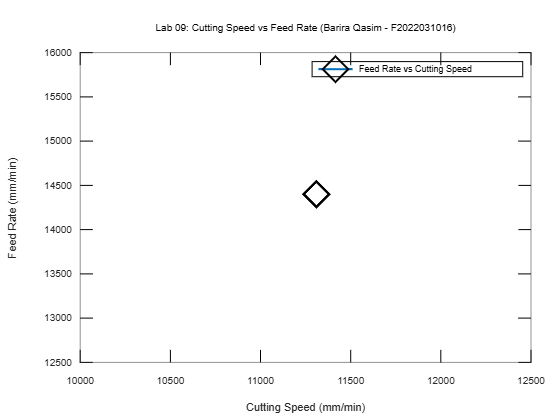 Lab 09: Cutting Speed vs Feed Rate (Barira Qasim - F2022031016)
Feed Rate vs Cutting Speed
16000
15500
15000
14500
14000
13500
13000
12500
Feed Rate (mm/min)
10000 10500 11000 11500 12000 12500
Cutting Speed (mm/min)